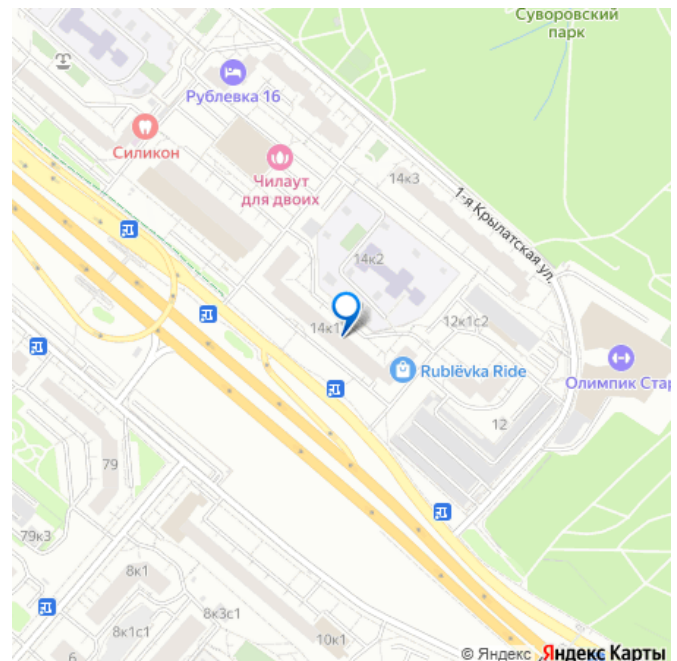 Суворовский
парк
Рублевка 16
Силикон
Чилаут
для двоих
14к3
1-я Крылатская ул.
14к2
14к1
12к1с2
Rublëvka Ride
Олимпик Стар
12
79
79к3
8к1
8к3с1
8к1с1
10к1
6
© Яндекс Яндекс Карты